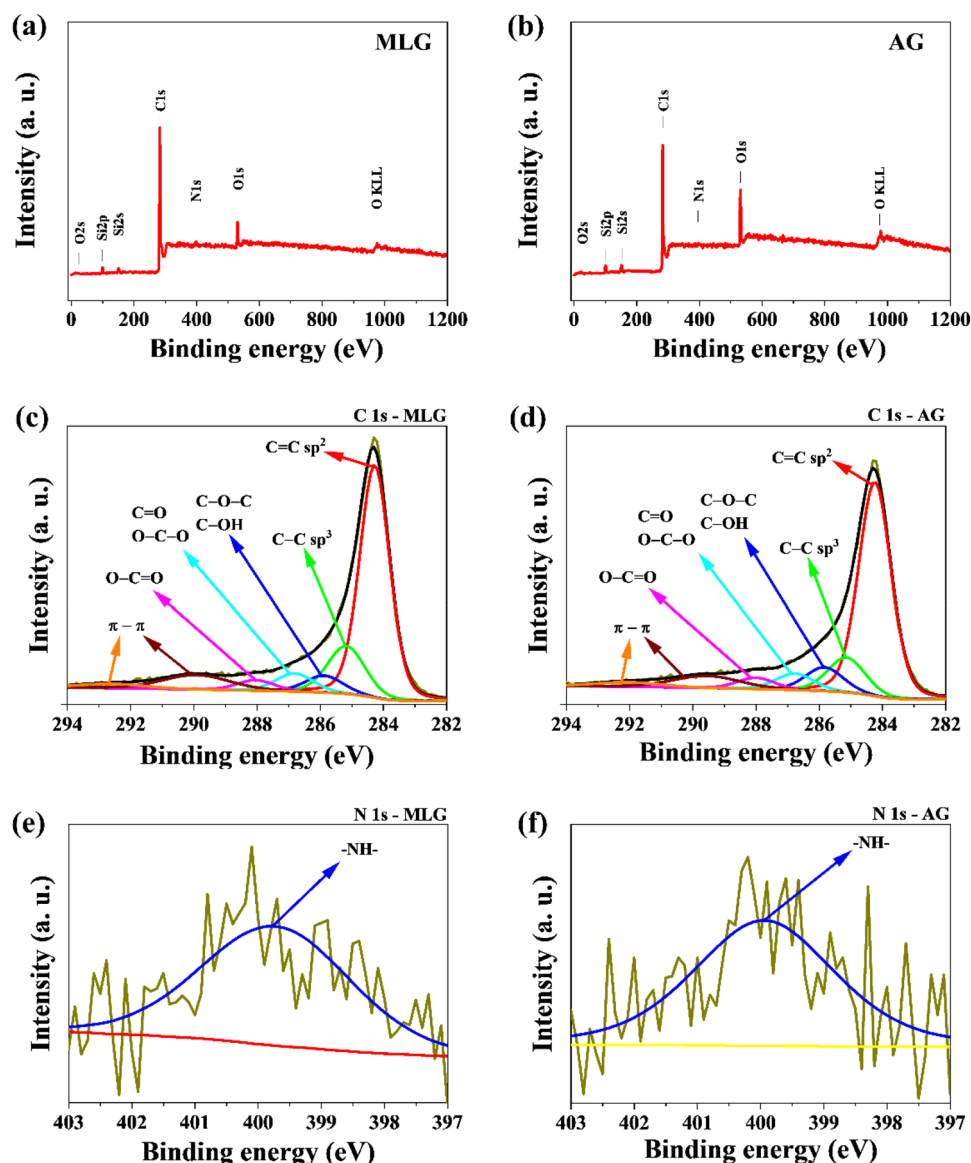 (a)
MLG
Intensity (a. u.)
O2s
Si2p
Si2s
C1s
N1s
O1s
O KLL
0 200 400 600 800 1000 1200
Binding energy (eV)
(b)
AG
Intensity (a. u.)
O2s
Si2p
Si2s
C1s
N1s
O1s
O KLL
0 200 400 600 800 1000 1200
Binding energy (eV)
(c)
C 1s - MLG
Intensity (a. u.)
C=C sp²
C–O–C
C–OH
C=O
O–C–O
C–C sp³
O–C=O
π – π
294 292 290 288 286 284 282
Binding energy (eV)
(d)
C 1s - AG
Intensity (a. u.)
C=C sp²
C–O–C
C–OH
C=O
O–C–O
C–C sp³
O–C=O
π – π
294 292 290 288 286 284 282
Binding energy (eV)
(e)
N 1s - MLG
Intensity (a. u.)
-NH-
403 402 401 400 399 398 397
Binding energy (eV)
(f)
N 1s - AG
Intensity (a. u.)
-NH-
403 402 401 400 399 398 397
Binding energy (eV)